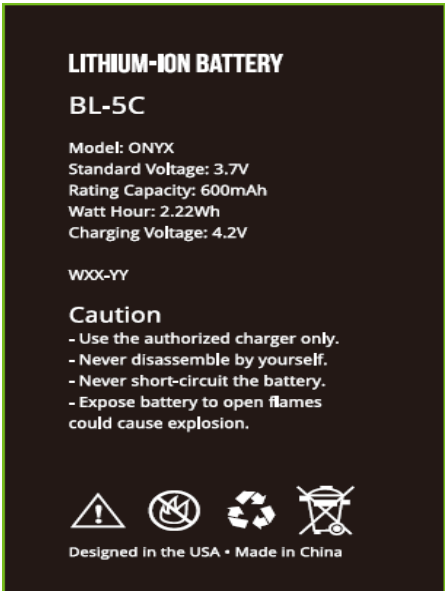 LITHIUM-ION BATTERY
BL-5C
Model: ONYX
Standard Voltage: 3.7V
Rating Capacity: 600mAh
Watt Hour: 2.22Wh
Charging Voltage: 4.2V
WXX-YY
Caution
- Use the authorized charger only.
- Never disassemble by yourself.
- Never short-circuit the battery.
- Expose battery to open flames
could cause explosion.
Designed in the USA • Made in China